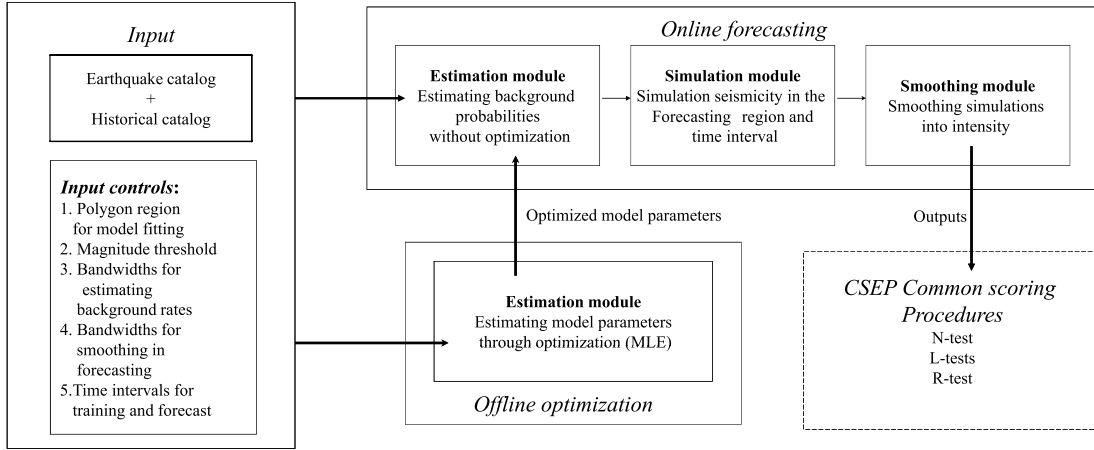 Input
Earthquake catalog
+
Historical catalog
Input controls:
1. Polygon region
for model fitting
2. Magnitude threshold
3. Bandwidths for
estimating
background rates
4. Bandwidths for
smoothing in
forecasting
5.Time intervals for
training and forecast
Online forecasting
Estimation module
Estimating background
probabilities
without optimization
Simulation module
Simulation seismicity in the
Forecasting region and
time interval
Smoothing module
Smoothing simulations
into intensity
Optimized model parameters
Outputs
Estimation module
Estimating model parameters
through optimization (MLE)
Offline optimization
CSEP Common scoring
Procedures
N-test
L-tests
R-test